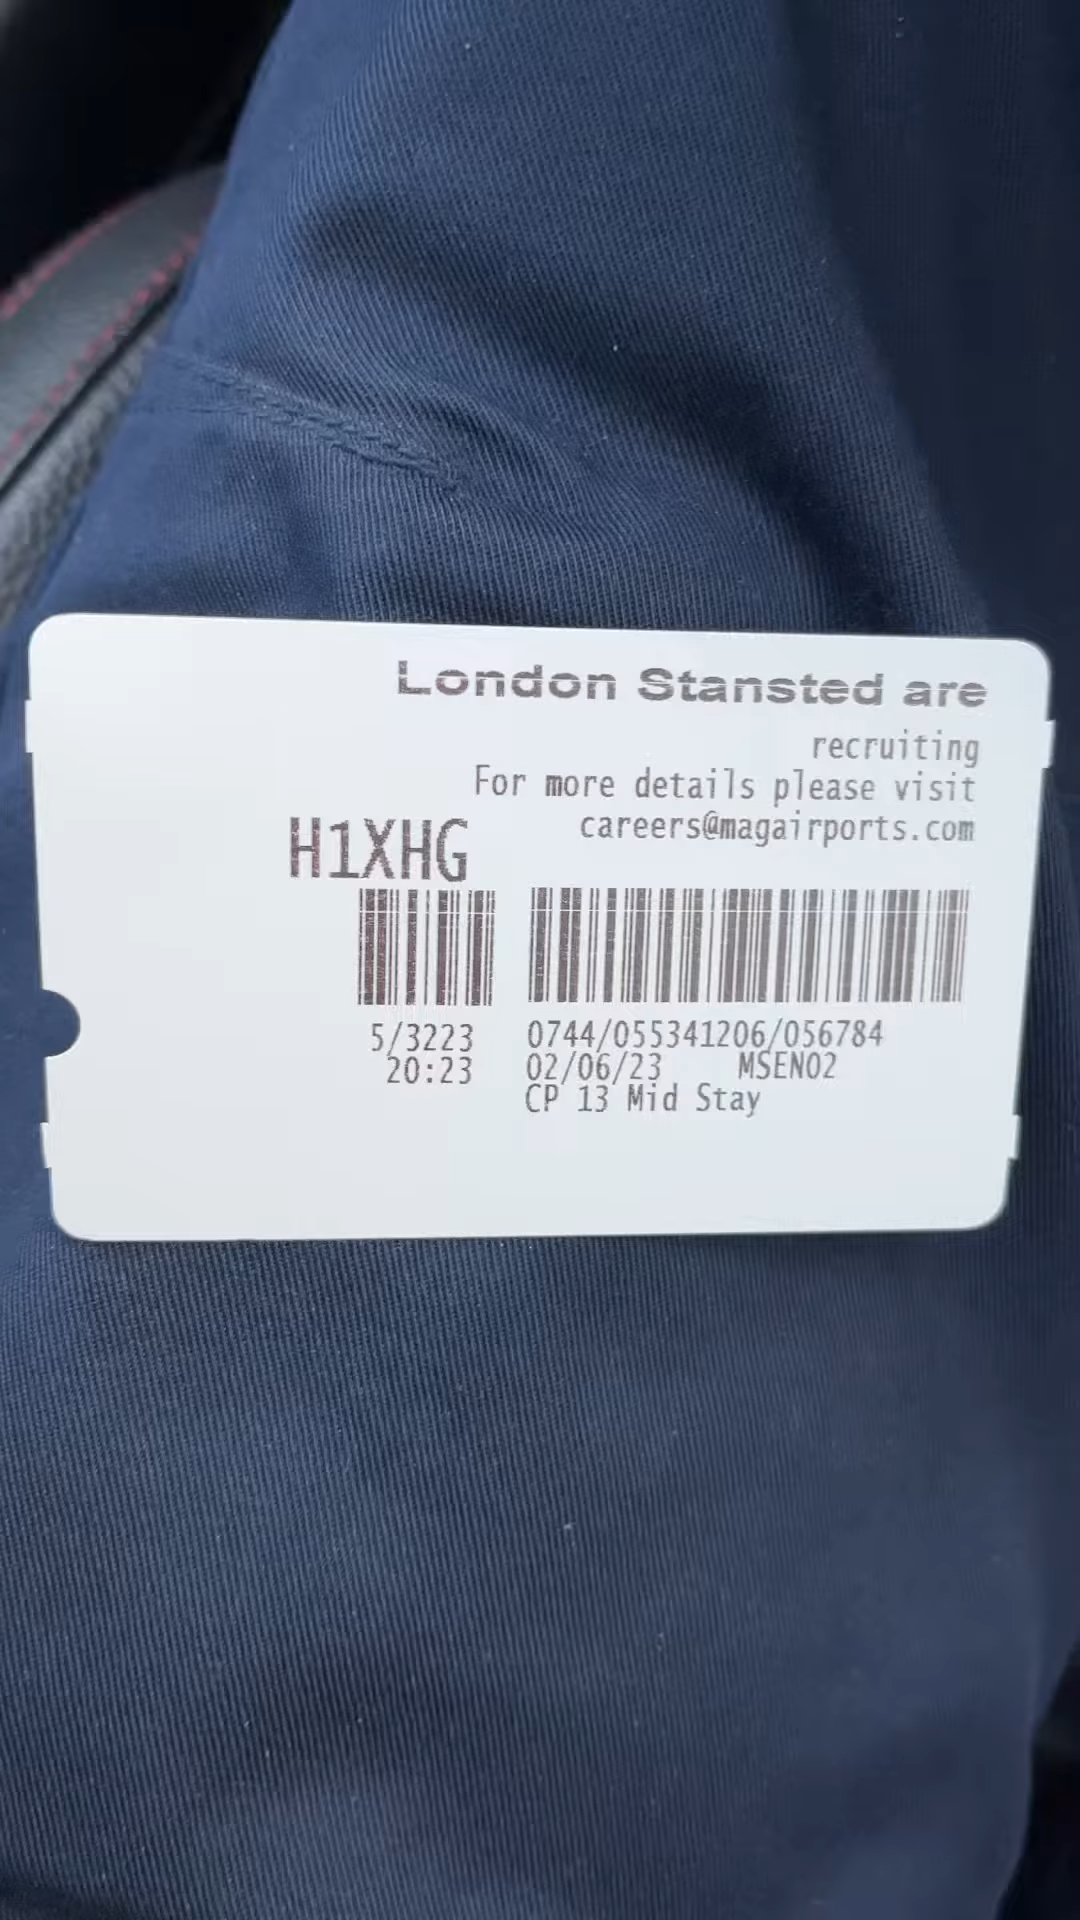 London Stansted are
recruiting
For more details please visit
careers@magairports.com
H1XHG
5/3223 0744/055341206/056784
20:23 02/06/23 MSEN02
CP 13 Mid Stay